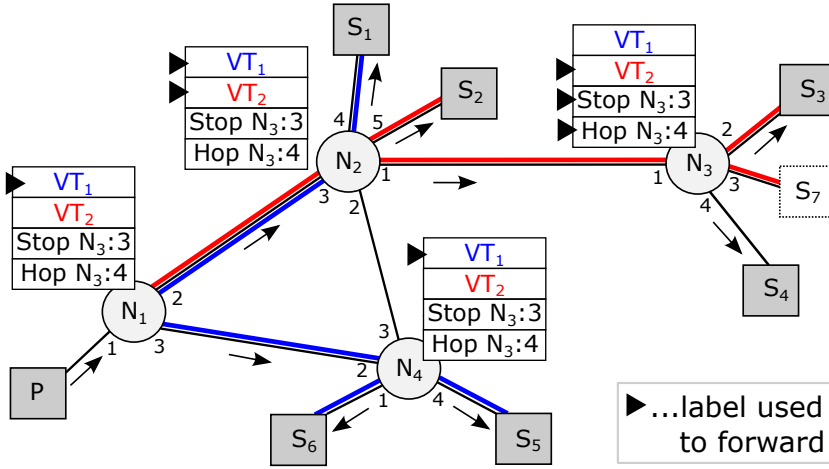 S₁
VT₁
VT₂
Stop N₃:3
Hop N₃:4
S₂
VT₁
VT₂
Stop N₃:3
Hop N₃:4
S₃
4
5
N₂
1
3
2
2
1
N₃
3
4
S₇
VT₁
VT₂
Stop N₃:3
Hop N₃:4
VT₁
VT₂
Stop N₃:3
Hop N₃:4
S₄
N₁
2
1
3
3
2
N₄
1
4
P
S₆
S₅
...label used
to forward